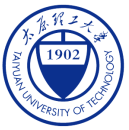 太原理工大学
1902
TAIYUAN UNIVERSITY OF TECHNOLOGY